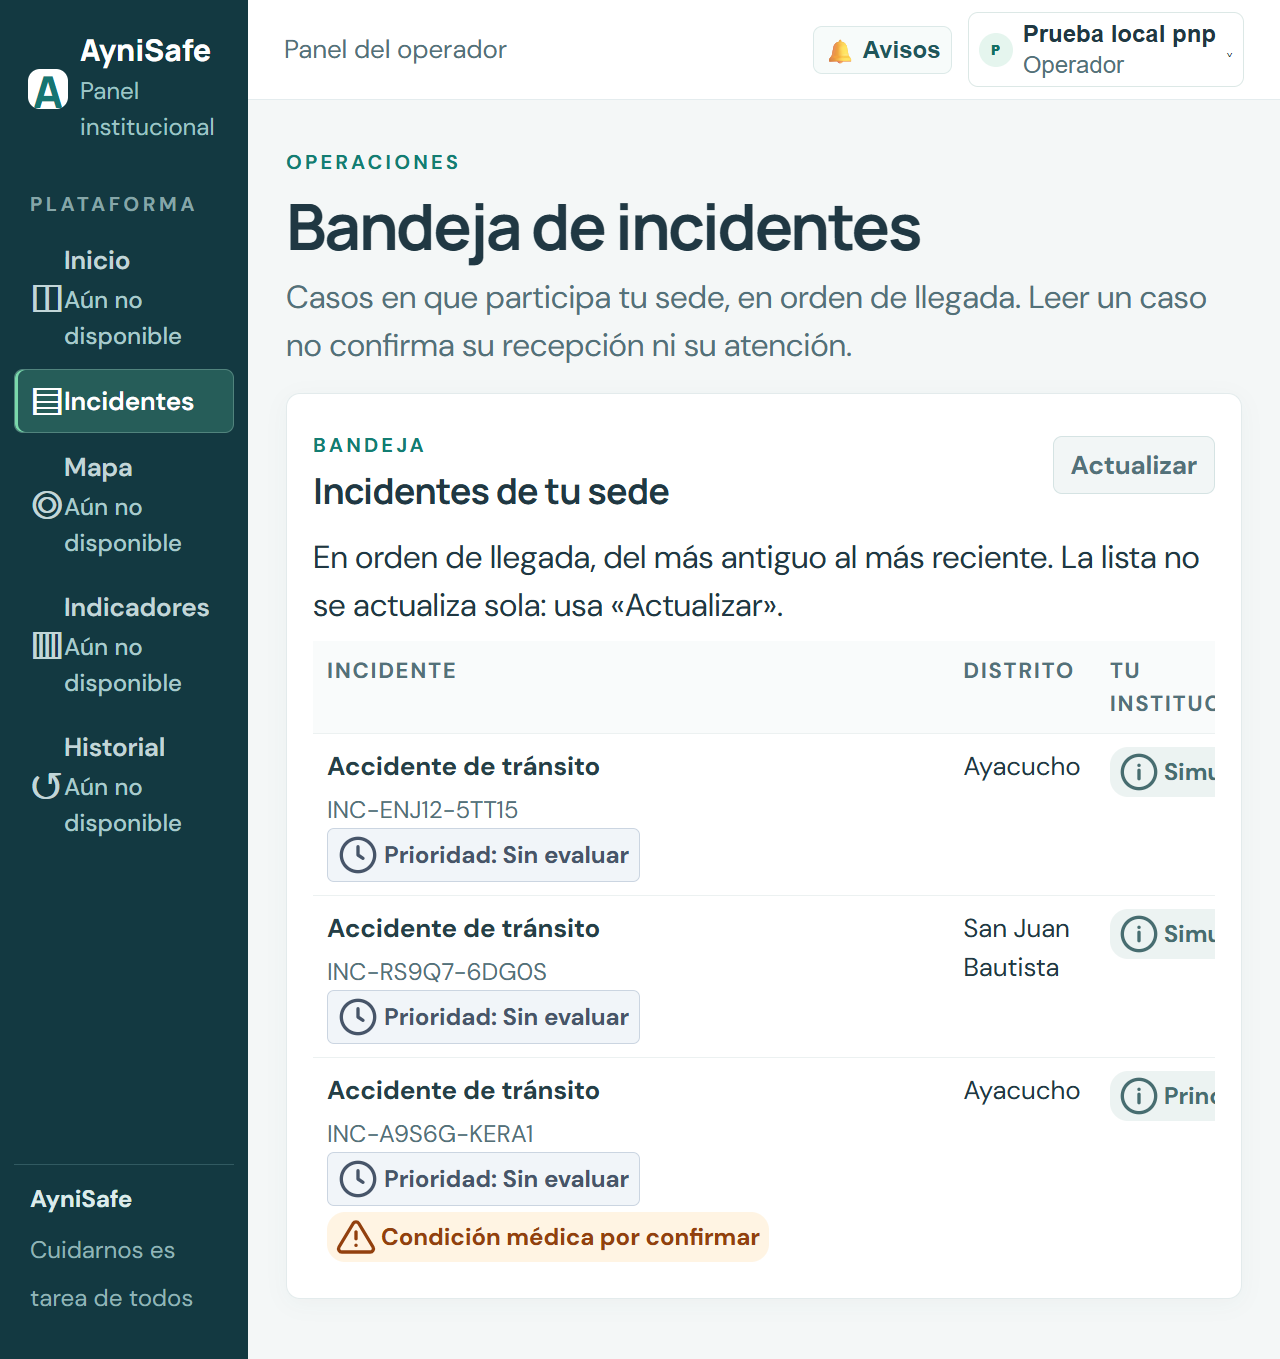 AyniSafe
A
Panel
institucional
PLATAFORMA
Inicio
Aún no
disponible
Incidentes
Mapa
Aún no
disponible
Indicadores
Aún no
disponible
Historial
Aún no
disponible
AyniSafe
Cuidarnos es
tarea de todos
Panel del operador
Avisos
P
Prueba local pnp
Operador
OPERACIONES
Bandeja de incidentes
Casos en que participa tu sede, en orden de llegada. Leer un caso
no confirma su recepción ni su atención.
BANDEJA
Actualizar
Incidentes de tu sede
En orden de llegada, del más antiguo al más reciente. La lista no
se actualiza sola: usa «Actualizar».
INCIDENTE DISTRITO TU
INSTITUC
Accidente de tránsito Ayacucho Simu
INC-ENJ12-5TT15
Prioridad: Sin evaluar
Accidente de tránsito San Juan Simu
Bautista
INC-RS9Q7-6DG0S
Prioridad: Sin evaluar
Accidente de tránsito Ayacucho Princ
INC-A9S6G-KERA1
Prioridad: Sin evaluar
Condición médica por confirmar